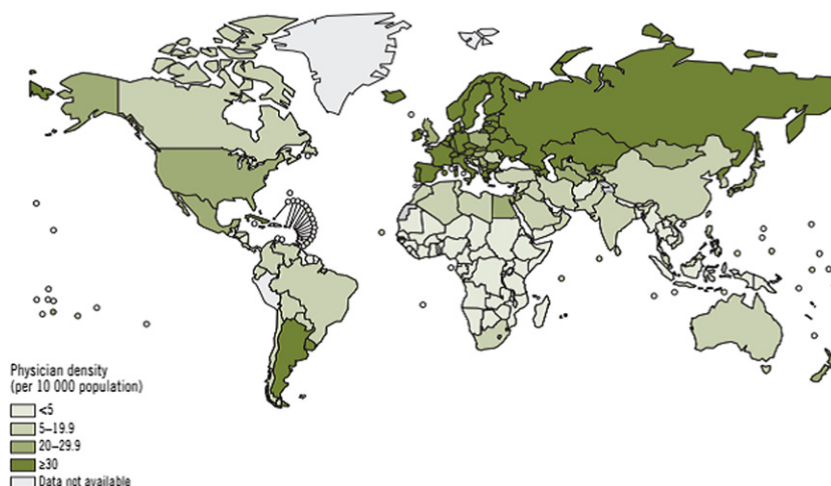 Physician density
(per 10 000 population)
<5
5–19.9
20–29.9
≥30
Data not available